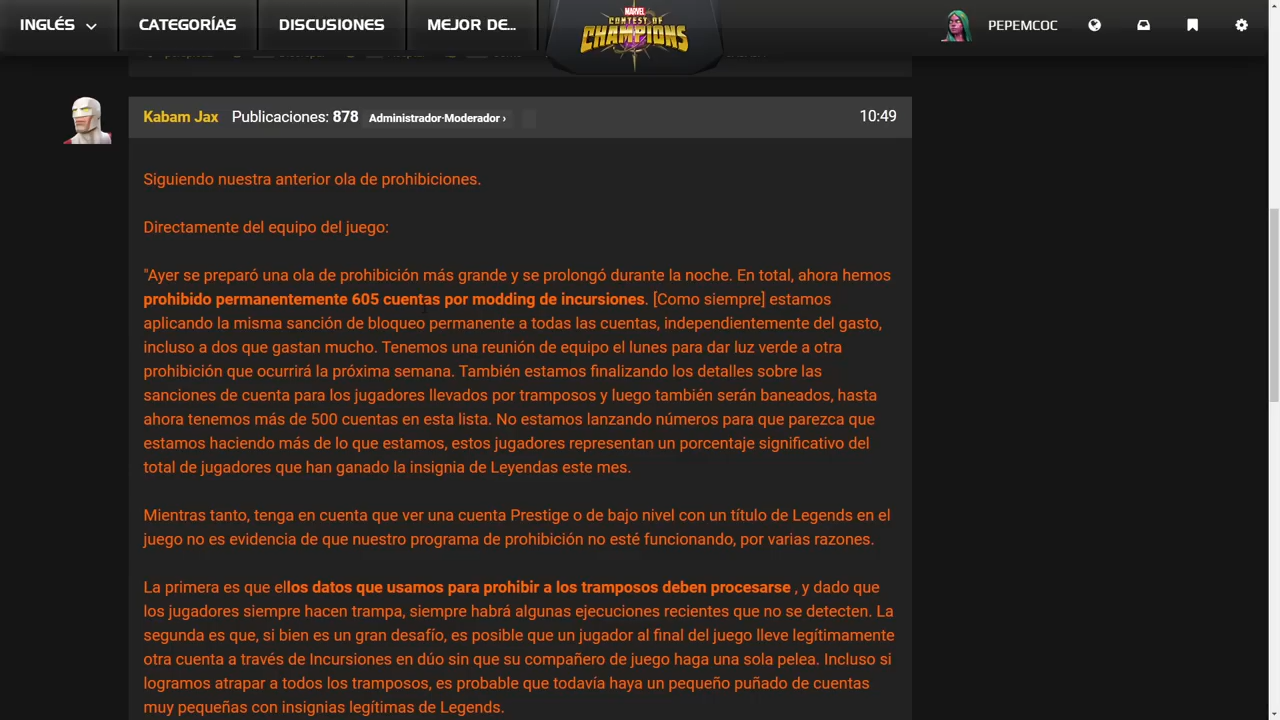 INGLÉS
CATEGORÍAS
DISCUSIONES
MEJOR DE...
MARVEL
CONTEST OF
CHAMPIONS
PEPEMCOC
Kabam Jax Publicaciones: 878 Administrador·Moderador › 10:49
Siguiendo nuestra anterior ola de prohibiciones.
Directamente del equipo del juego:
"Ayer se preparó una ola de prohibición más grande y se prolongó durante la noche. En total, ahora hemos
prohibido permanentemente 605 cuentas por modding de incursiones. [Como siempre] estamos
aplicando la misma sanción de bloqueo permanente a todas las cuentas, independientemente del gasto,
incluso a dos que gastan mucho. Tenemos una reunión de equipo el lunes para dar luz verde a otra
prohibición que ocurrirá la próxima semana. También estamos finalizando los detalles sobre las
sanciones de cuenta para los jugadores llevados por tramposos y luego también serán baneados, hasta
ahora tenemos más de 500 cuentas en esta lista. No estamos lanzando números para que parezca que
estamos haciendo más de lo que estamos, estos jugadores representan un porcentaje significativo del
total de jugadores que han ganado la insignia de Leyendas este mes.
Mientras tanto, tenga en cuenta que ver una cuenta Prestige o de bajo nivel con un título de Legends en el
juego no es evidencia de que nuestro programa de prohibición no esté funcionando, por varias razones.
La primera es que ellos datos que usamos para prohibir a los tramposos deben procesarse , y dado que
los jugadores siempre hacen trampa, siempre habrá algunas ejecuciones recientes que no se detecten. La
segunda es que, si bien es un gran desafío, es posible que un jugador al final del juego lleve legítimamente
otra cuenta a través de Incursiones en dúo sin que su compañero de juego haga una sola pelea. Incluso si
logramos atrapar a todos los tramposos, es probable que todavía haya un pequeño puñado de cuentas
muy pequeñas con insignias legítimas de Legends.